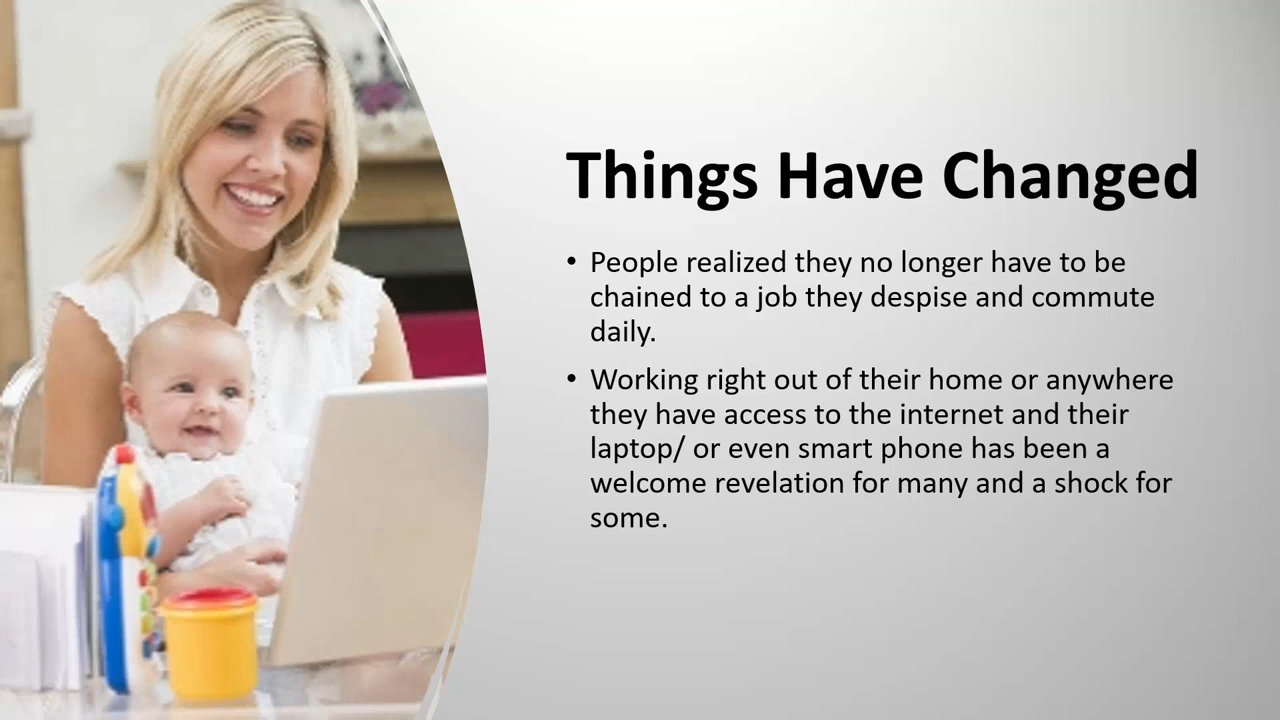 Things Have Changed
• People realized they no longer have to be
chained to a job they despise and commute
daily.
• Working right out of their home or anywhere
they have access to the internet and their
laptop/ or even smart phone has been a
welcome revelation for many and a shock for
some.